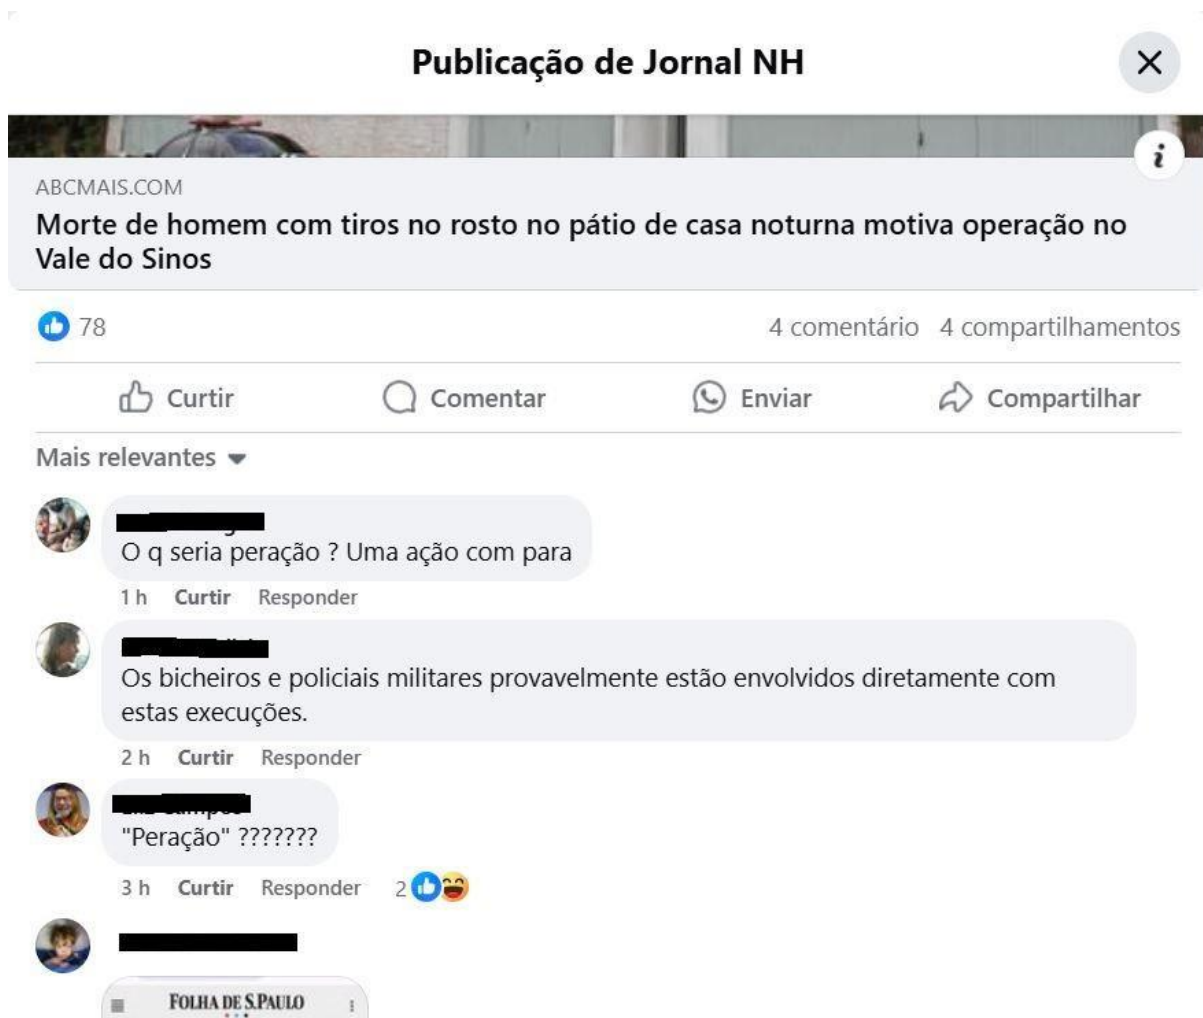 Publicação de Jornal NH
ABCMAIS.COM
Morte de homem com tiros no rosto no pátio de casa noturna motiva operação no
Vale do Sinos
78
4 comentário 4 compartilhamentos
Curtir Comentar Enviar Compartilhar
Mais relevantes
O q seria peração ? Uma ação com para
1 h Curtir Responder
Os bicheiros e policiais militares provavelmente estão envolvidos diretamente com
estas execuções.
2 h Curtir Responder
"Peração" ???????
3 h Curtir Responder 2
FOLHA DE S.PAULO